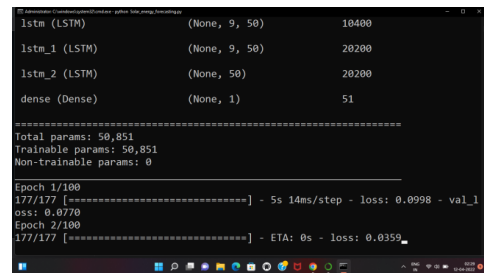 Administrator: C:\windows\system32\cmd.exe - python Solar_energy_forecasting.py
lstm (LSTM) (None, 9, 50) 10400
lstm_1 (LSTM) (None, 9, 50) 20200
lstm_2 (LSTM) (None, 50) 20200
dense (Dense) (None, 1) 51
=================================================================
Total params: 50,851
Trainable params: 50,851
Non-trainable params: 0
_________________________________________________________________
Epoch 1/100
177/177 [==============================] - 5s 14ms/step - loss: 0.0998 - val_l
oss: 0.0770
Epoch 2/100
177/177 [==============================] - ETA: 0s - loss: 0.0359
ENG
IN
02:29
12-04-2022